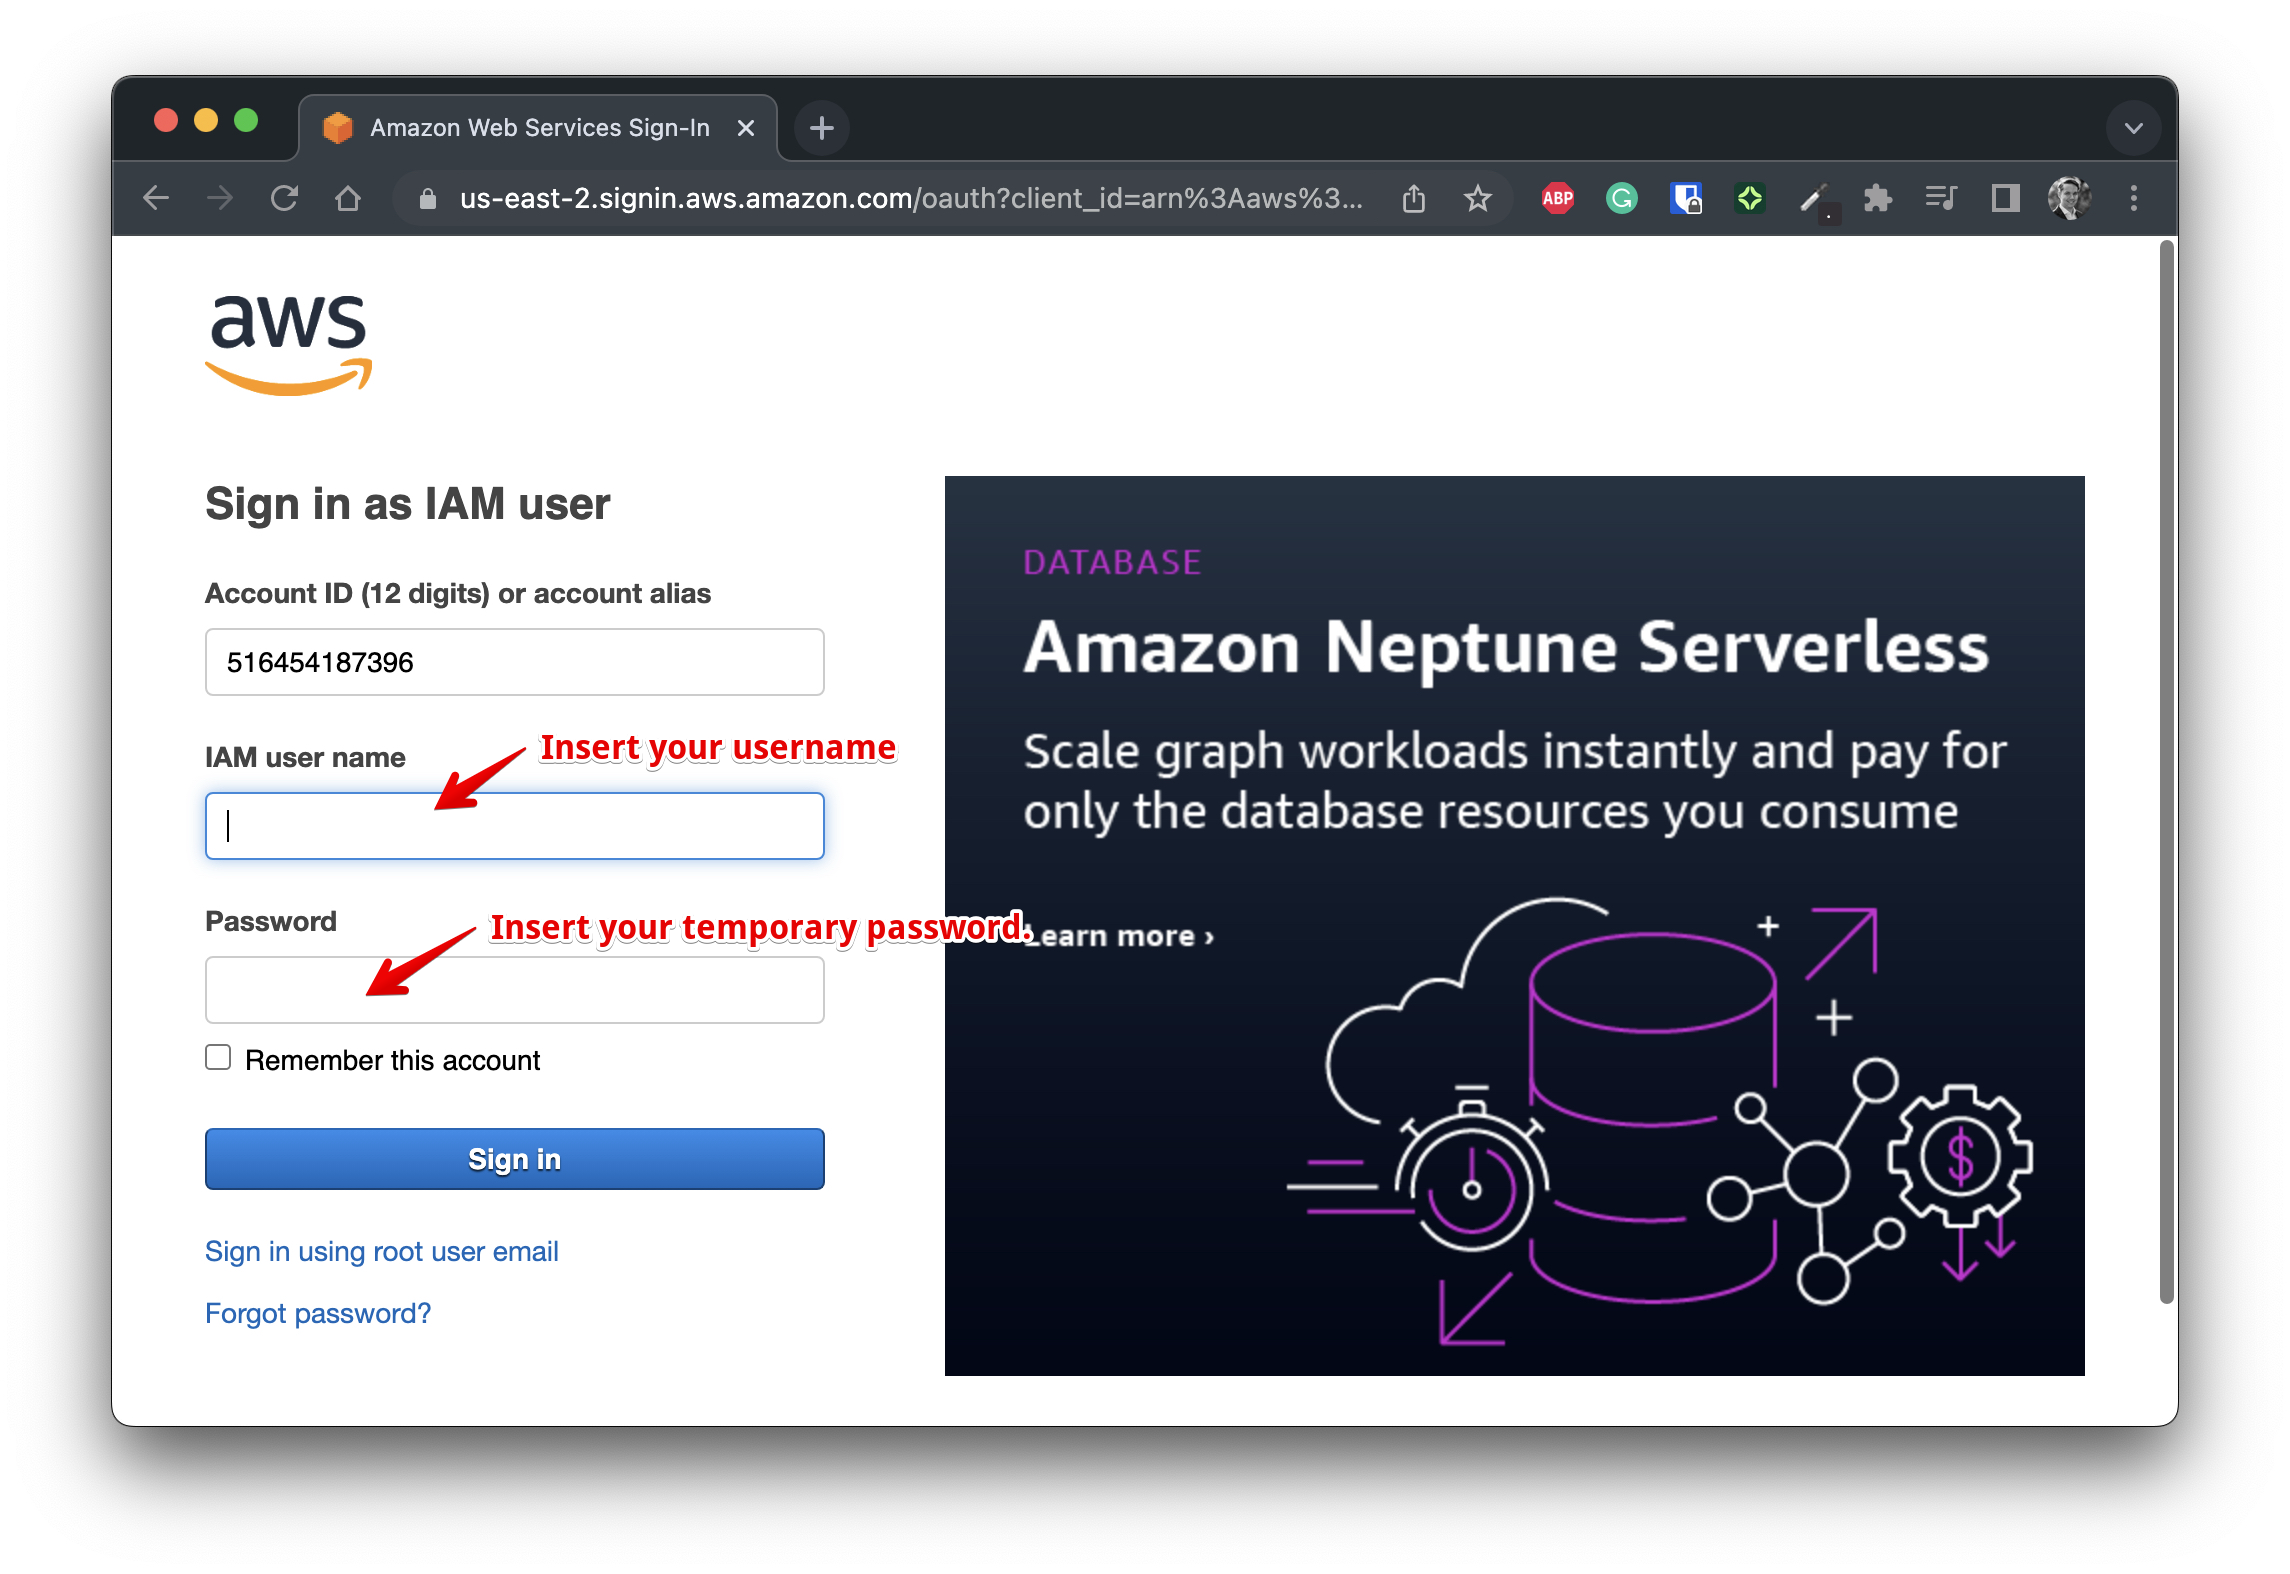 Amazon Web Services Sign-In
us-east-2.signin.aws.amazon.com/oauth?client_id=arn%3Aaws%3...
ABP
aws
Sign in as IAM user
Account ID (12 digits) or account alias
516454187396
IAM user name
Insert your username
Password
Insert your temporary password.
Remember this account
Sign in
Sign in using root user email
Forgot password?
DATABASE
Amazon Neptune Serverless
Scale graph workloads instantly and pay for
only the database resources you consume
Learn more ›
$